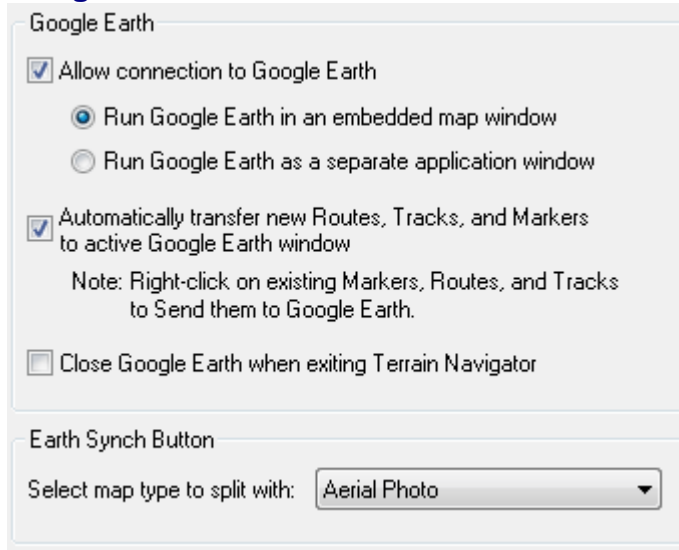 Google Earth
Allow connection to Google Earth
Run Google Earth in an embedded map window
Run Google Earth as a separate application window
Automatically transfer new Routes, Tracks, and Markers
to active Google Earth window
Note: Right-click on existing Markers, Routes, and Tracks
to Send them to Google Earth.
Close Google Earth when exiting Terrain Navigator
Earth Synch Button
Select map type to split with: Aerial Photo